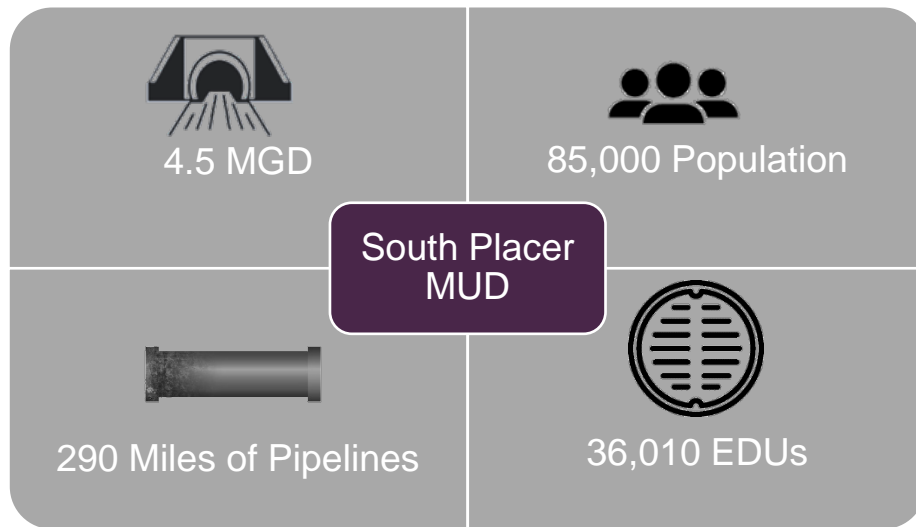 4.5 MGD
85,000 Population
South Placer
MUD
290 Miles of Pipelines
36,010 EDUs